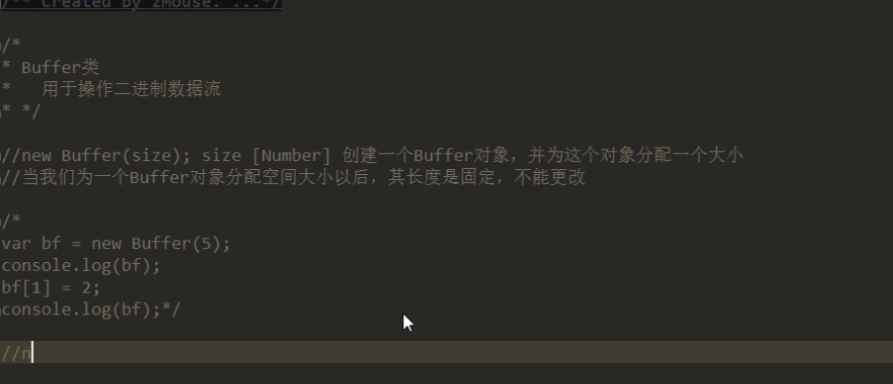 /** Created by zMouse. ...*/
/*
* Buffer类
*   用于操作二进制数据流
* */
//new Buffer(size); size [Number] 创建一个Buffer对象，并为这个对象分配一个大小
//当我们为一个Buffer对象分配空间大小以后，其长度是固定，不能更改
/*
var bf = new Buffer(5);
console.log(bf);
bf[1] = 2;
console.log(bf);*/
//n